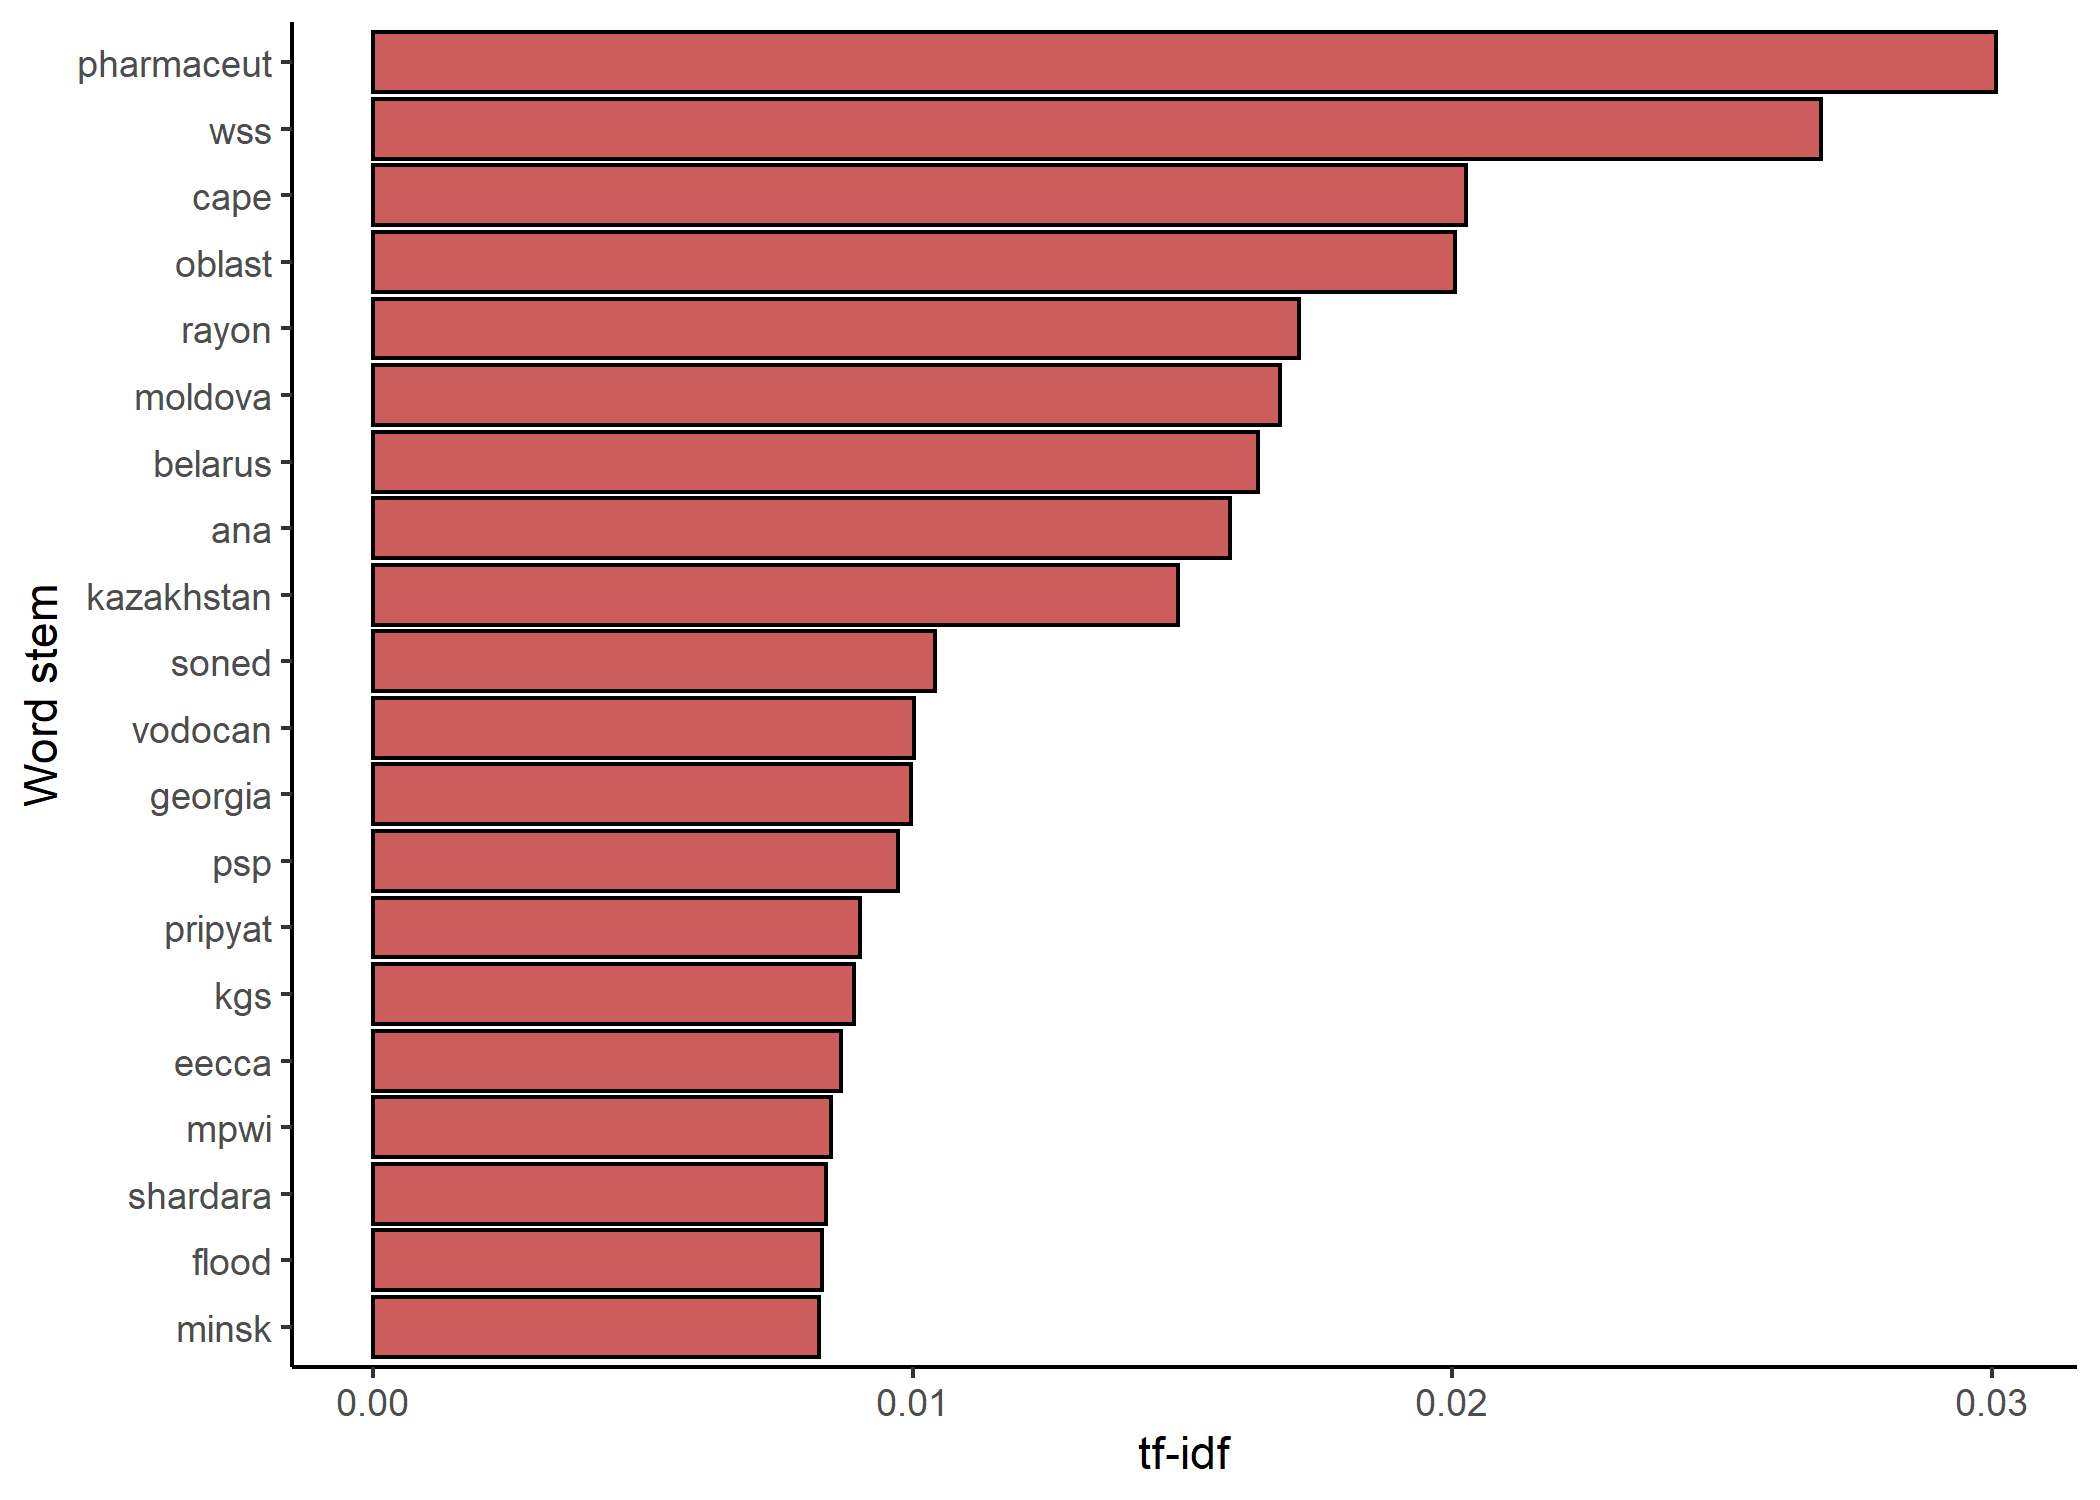 pharmaceut
wss
cape
oblast
rayon
moldova
belarus
ana
kazakhstan
soned
vodocan
georgia
psp
pripyat
kgs
eecca
mpwi
shardara
flood
minsk
Word stem
0.00 0.01 0.02 0.03
tf-idf